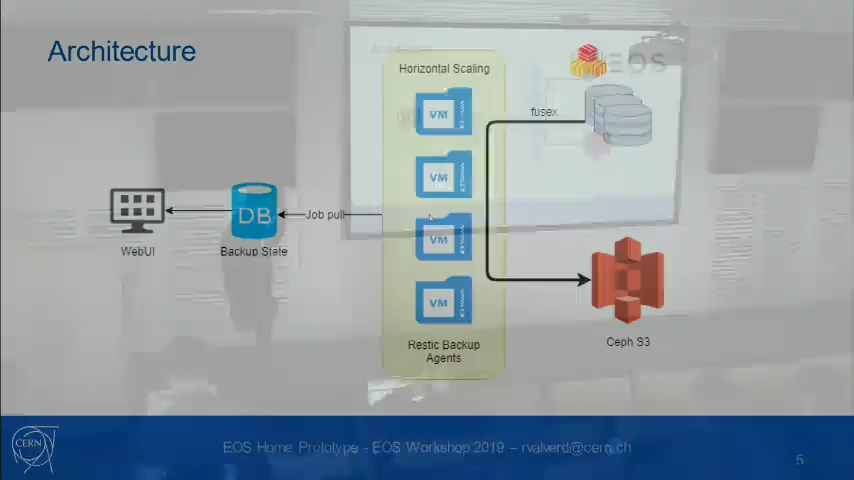 Architecture
Horizontal Scaling
EOS
VM
fusex
VM
DB
Job pull
VM
WebUI
Backup State
VM
Restic Backup
Agents
Ceph S3
CERN
EOS Home Prototype - EOS Workshop 2019 – rvalverd@cern.ch
5